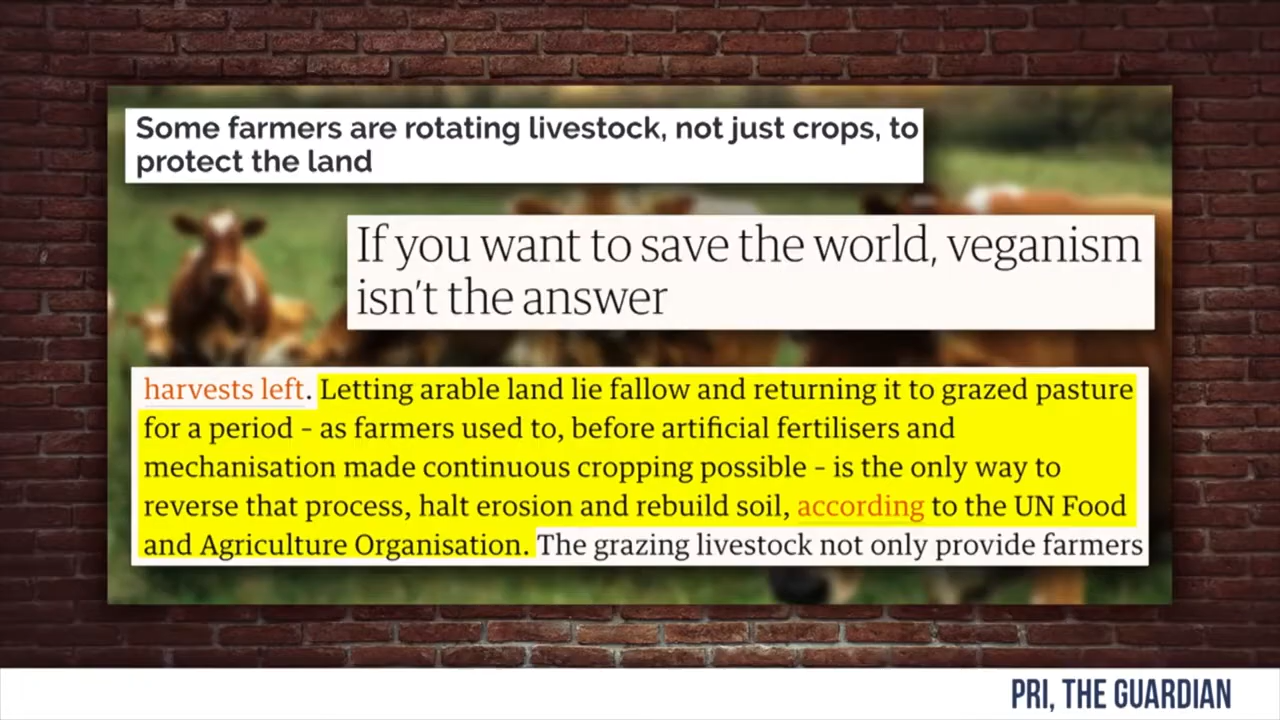 Some farmers are rotating livestock, not just crops, to
protect the land
If you want to save the world, veganism
isn't the answer
harvests left. Letting arable land lie fallow and returning it to grazed pasture
for a period – as farmers used to, before artificial fertilisers and
mechanisation made continuous cropping possible – is the only way to
reverse that process, halt erosion and rebuild soil, according to the UN Food
and Agriculture Organisation. The grazing livestock not only provide farmers
PRI, THE GUARDIAN